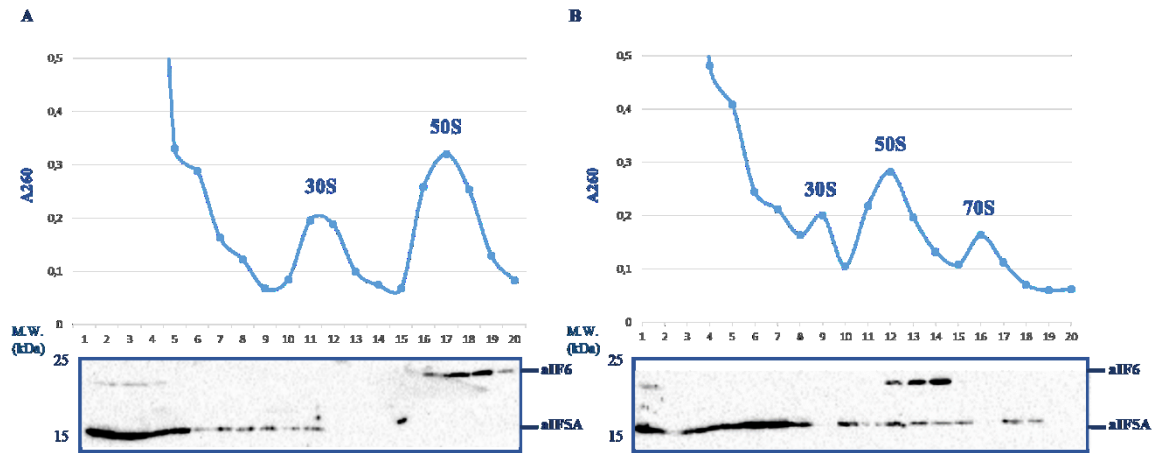 A
0,5
0,4
0,3
0,2
0,1
0
A260
30S
50S
1 2 3 4 5 6 7 8 9 10 11 12 13 14 15 16 17 18 19 20
M.W.
(kDa)
25
15
aIF6
aIF5A
B
0,5
0,4
0,3
0,2
0,1
0
A260
30S
50S
70S
1 2 3 4 5 6 7 8 9 10 11 12 13 14 15 16 17 18 19 20
M.W.
(kDa)
25
15
aIF6
aIF5A